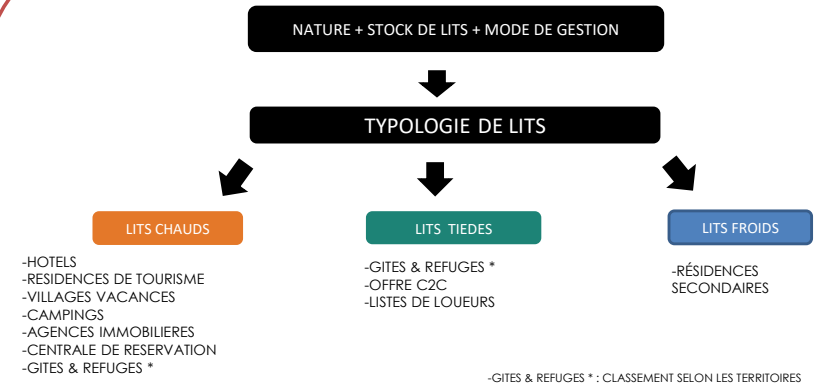 NATURE + STOCK DE LITS + MODE DE GESTION
TYPOLOGIE DE LITS
LITS CHAUDS
-HOTELS
-RESIDENCES DE TOURISME
-VILLAGES VACANCES
-CAMPINGS
-AGENCES IMMOBILIERES
-CENTRALE DE RESERVATION
-GITES & REFUGES *
LITS TIEDES
-GITES & REFUGES *
-OFFRE C2C
-LISTES DE LOUEURS
LITS FROIDS
-RÉSIDENCES
SECONDAIRES
-GITES & REFUGES * : CLASSEMENT SELON LES TERRITOIRES